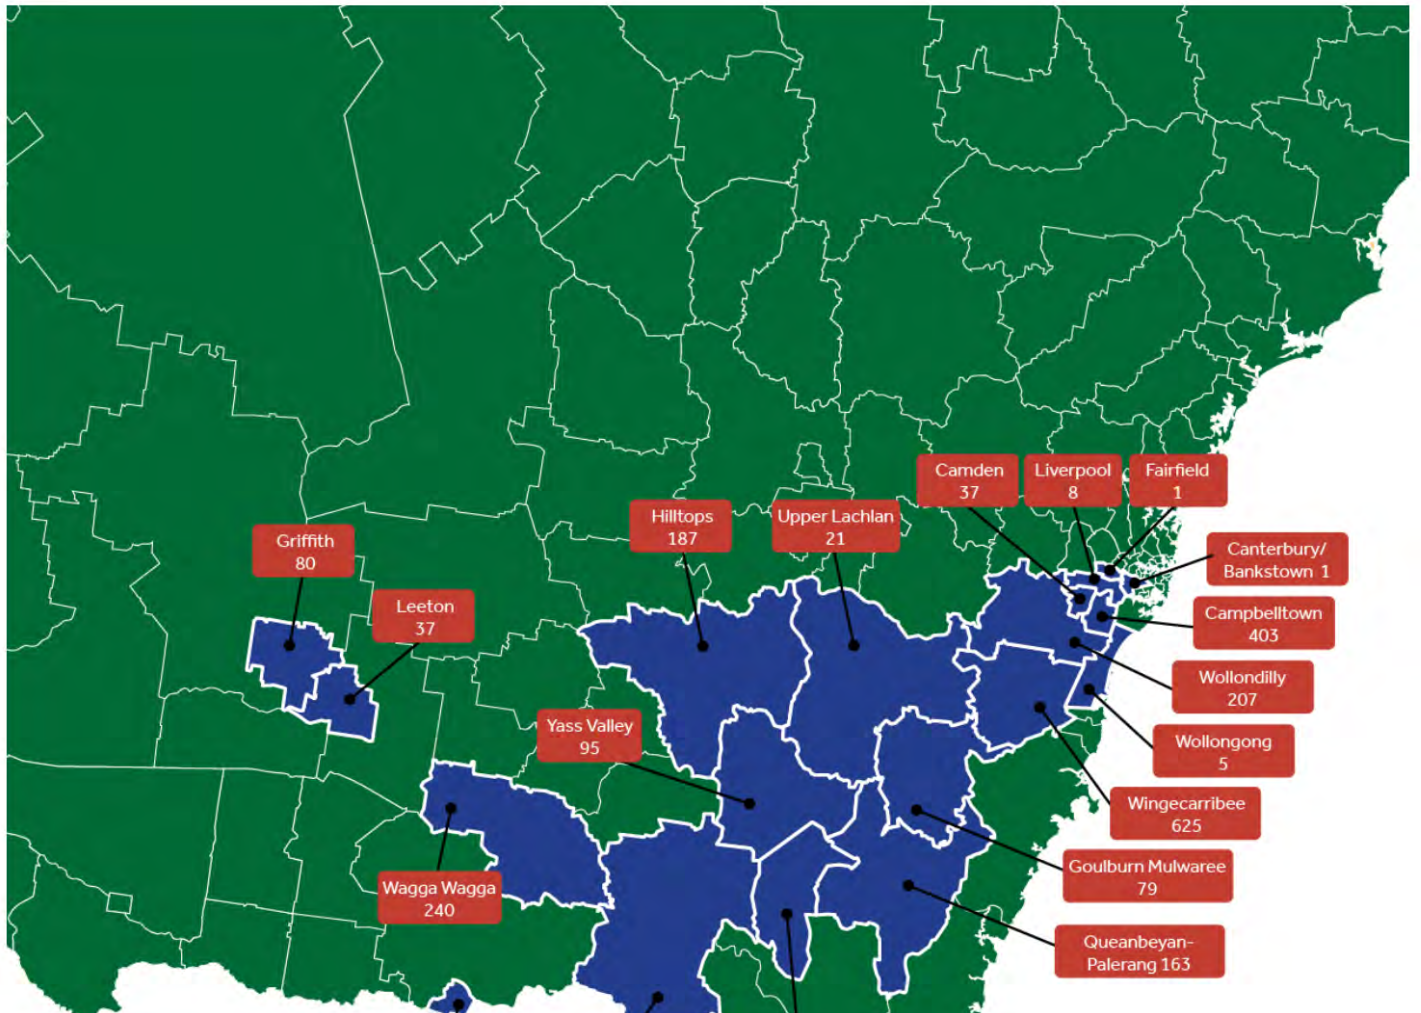 Camden
37
Liverpool
8
Fairfield
1
Hilltops
187
Upper Lachlan
21
Griffith
80
Canterbury/
Bankstown 1
Leeton
37
Campbelltown
403
Wollondilly
207
Yass Valley
95
Wollongong
5
Wingecarribee
625
Goulburn Mulwaree
79
Wagga Wagga
240
Queanbeyan-
Palerang 163